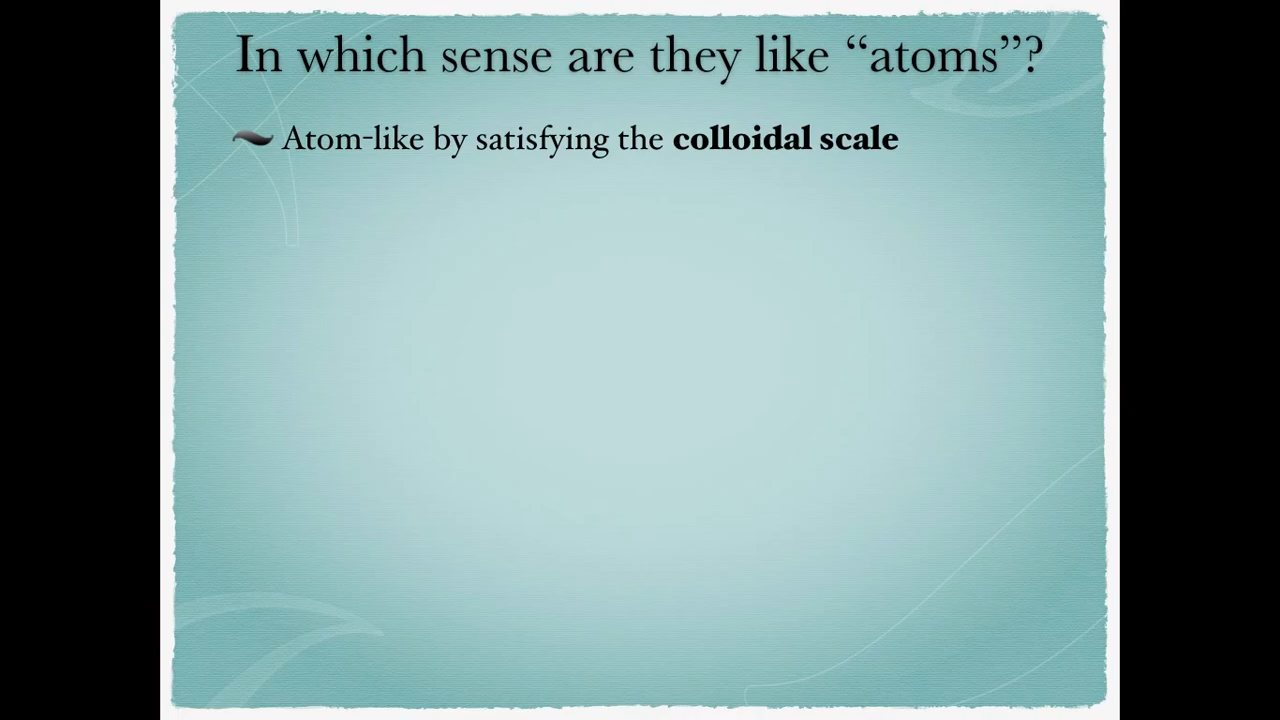 In which sense are they like “atoms”?
Atom-like by satisfying the colloidal scale